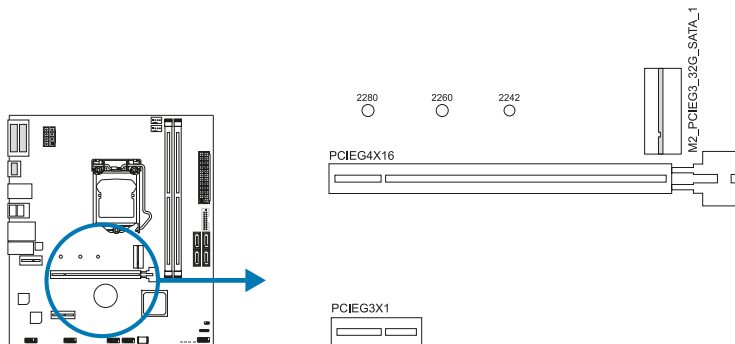 M2_PCIEG3_32G_SATA_1
2280 2260 2242
PCIEG4X16
PCIEG3X1